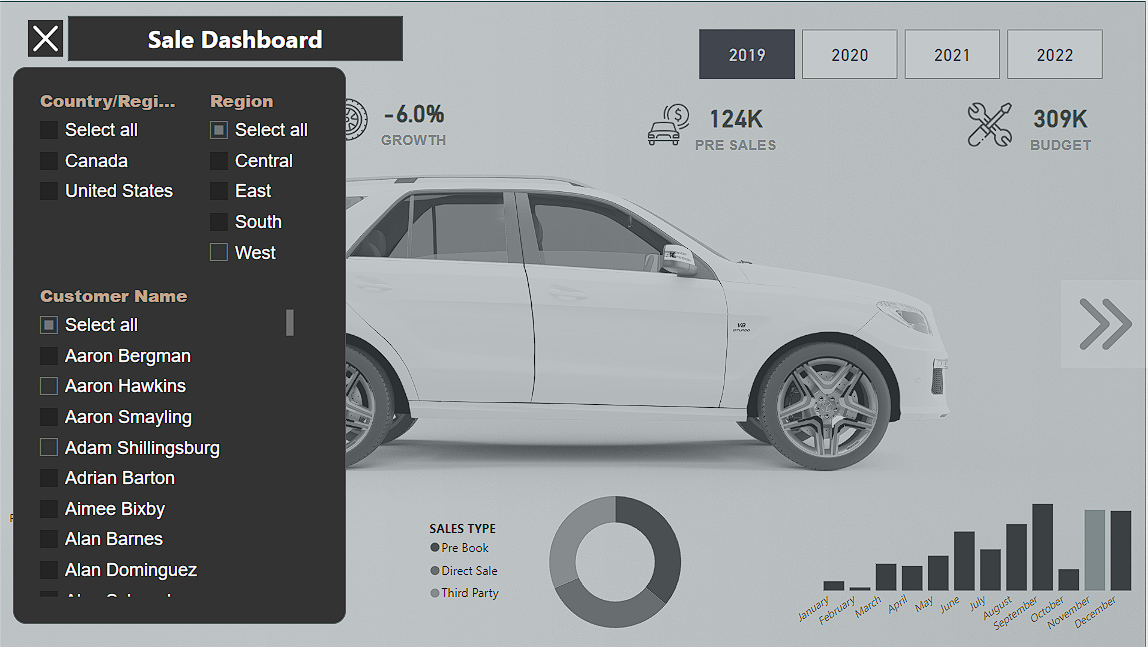 Sale Dashboard
2019
2020
2021
2022
Country/Regi...
Select all
Canada
United States
Region
Select all
Central
East
South
West
-6.0%
GROWTH
124K
PRE SALES
309K
BUDGET
Customer Name
Select all
Aaron Bergman
Aaron Hawkins
Aaron Smayling
Adam Shillingsburg
Adrian Barton
Aimee Bixby
Alan Barnes
Alan Dominguez
V8
SALES TYPE
Pre Book
Direct Sale
Third Party
January
February
March
April
May
June
July
August
September
October
November
December